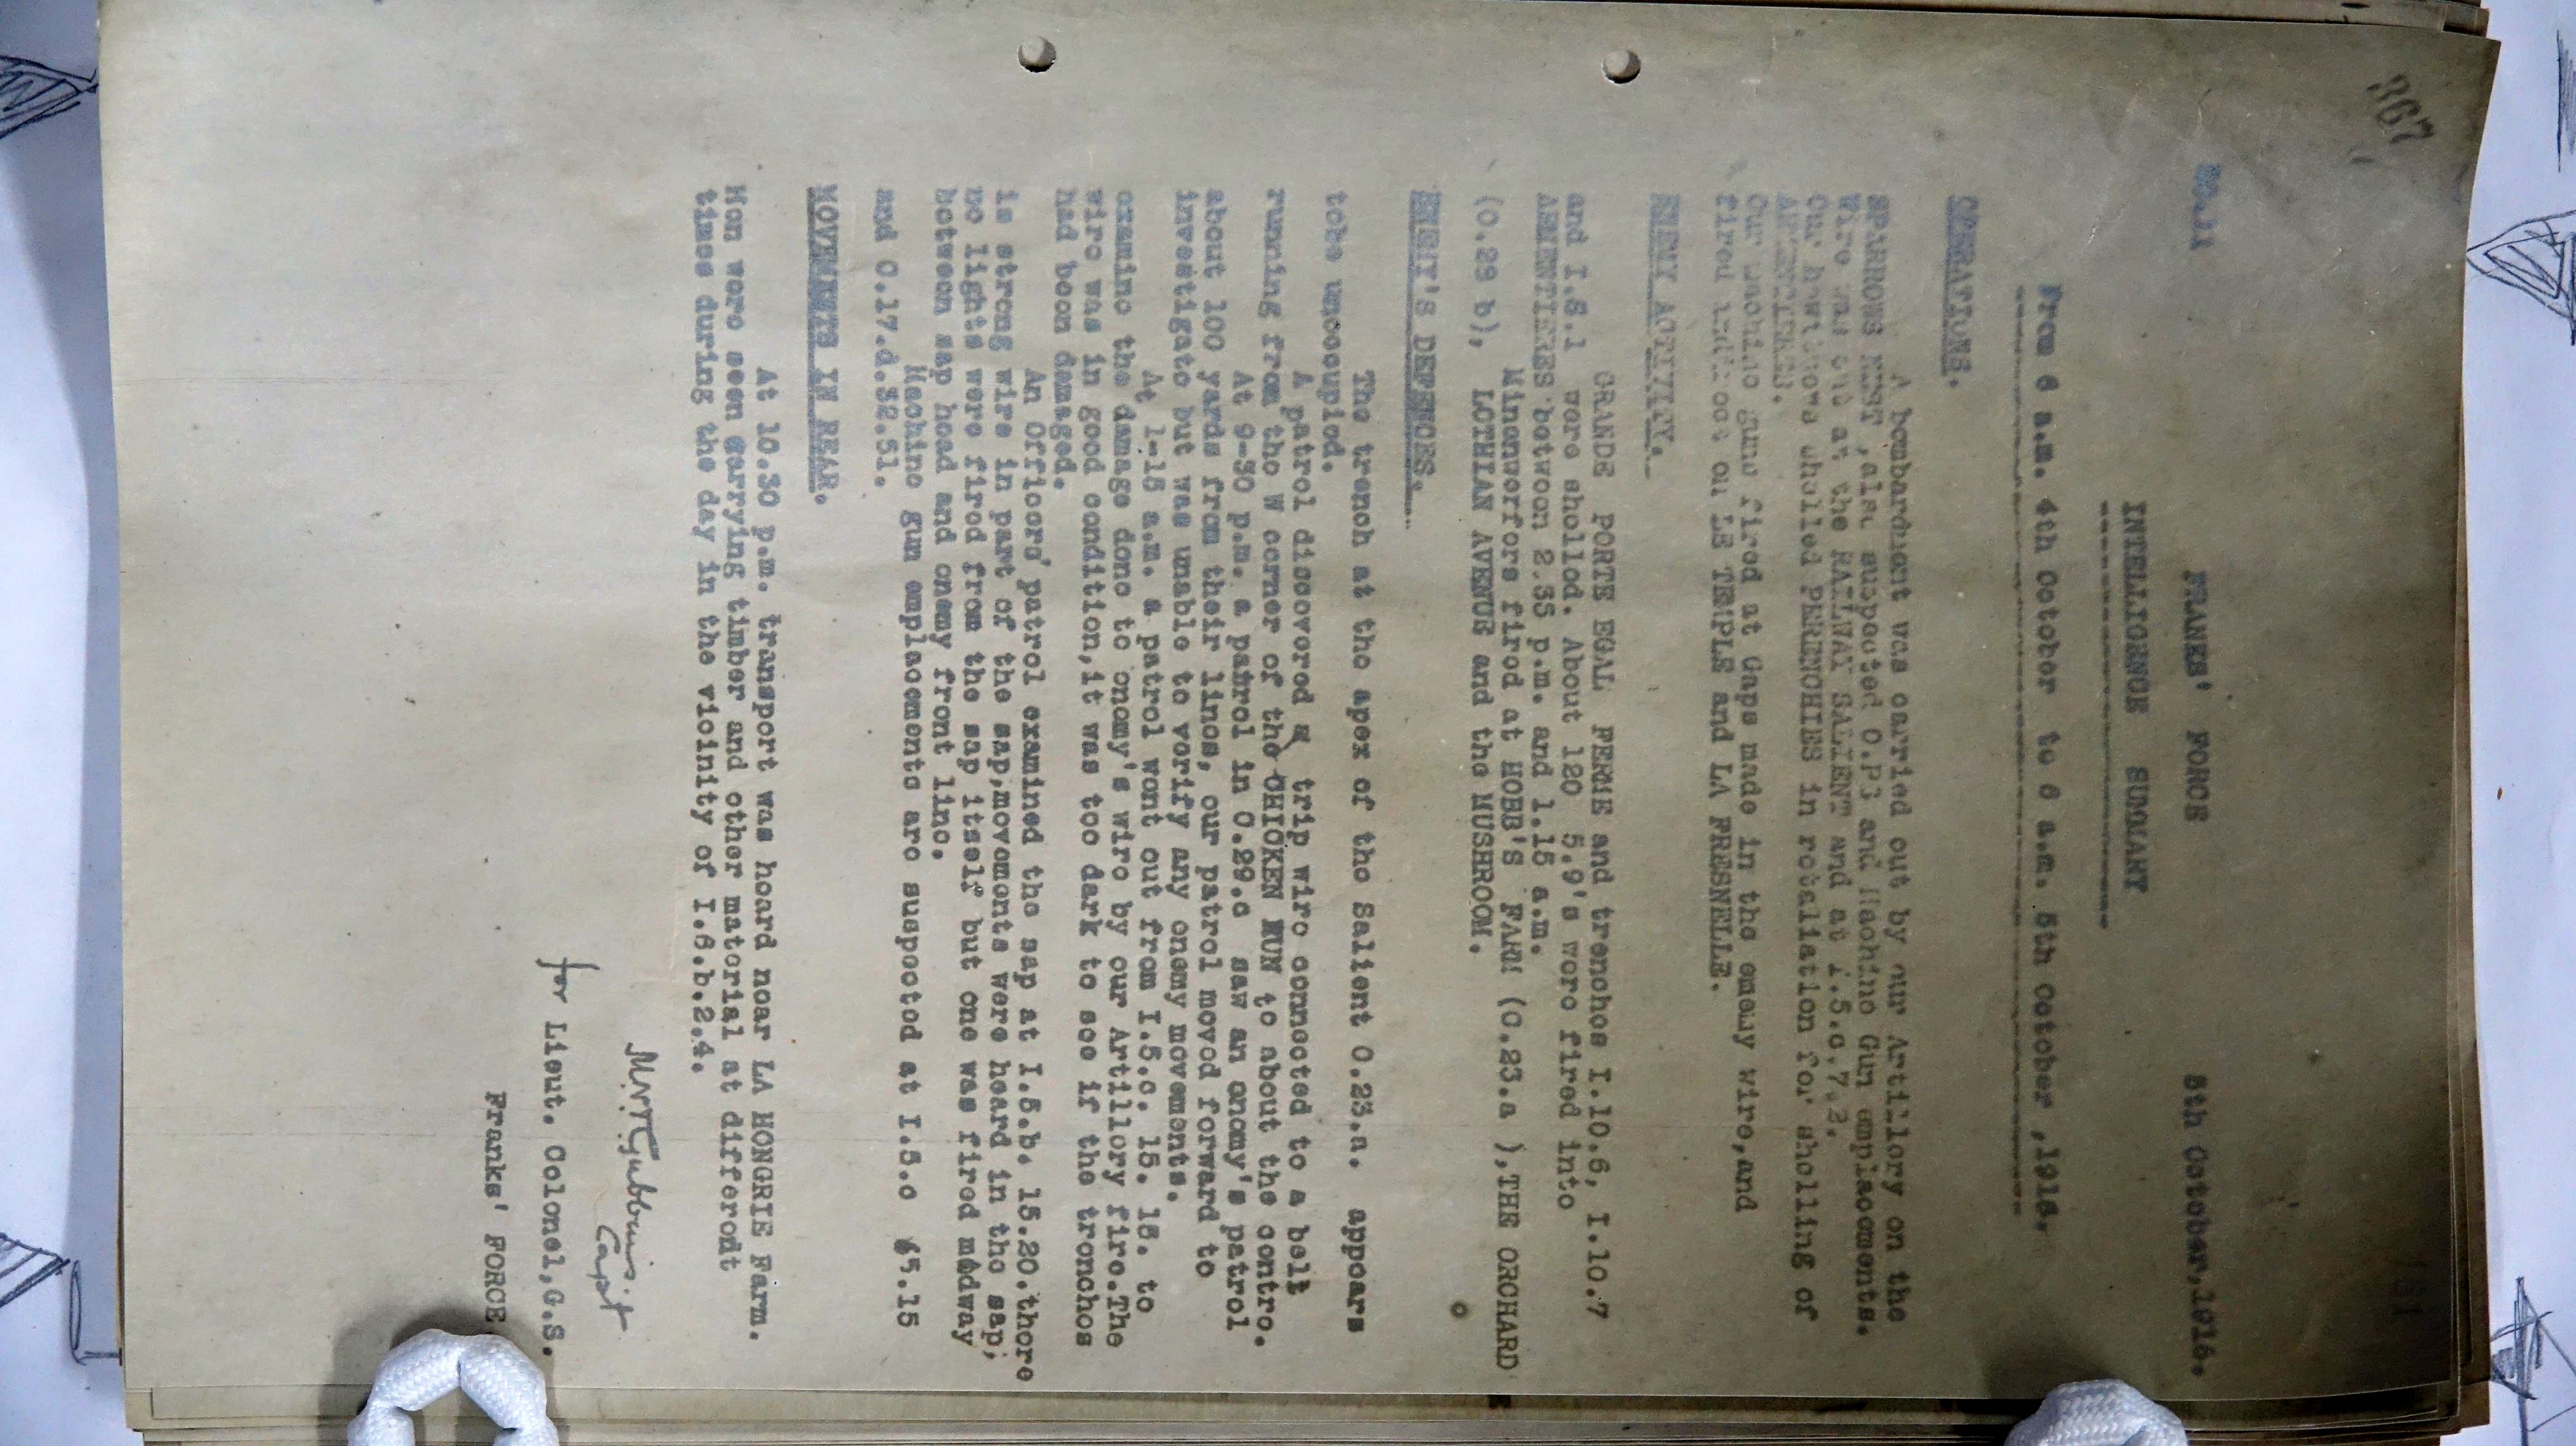 367
No.11 FRANKS' FORCE 5th October,1916.
INTELLIGENCE SUMMARY
From 6 a.m. 4th October to 6 a.m. 5th October ,1916.
OPERATIONS.
A bombardment was carried out by our Artillery on the
SPARROWS NEST ,also suspected O.P3 and Machine Gun emplacements.
Wire was cut at the RAILWAY SALIENT and at I.5.c.7.2.
Our howitzers shelled PERENCHIES in retaliation for shelling of
ARMENTIERES.
Our machine guns fired at Gaps made in the enemy wire,and
fired on LE TEMPLE and LA FRESNELLE.
ENEMY ACTIVITY.
GRANDE PORTE EGAL FERME and trenches I.10.6, I.10.7
and I.5.1 were shelled. About 120 5.9's were fired into
ARMENTIERES between 2.35 p.m. and 1.15 a.m.
Minenwerfers fired at HOBB'S FARM (C.23.a ),THE ORCHARD
(C.29 b), LOTHIAN AVENUE and the MUSHROOM.
ENEMY'S DEFENCES.
The trench at the apex of the Salient C.23.a. appears
tobe unoccupied.
A patrol discovered a trip wire connected to a belt
running from the W corner of the CHICKEN RUN to about the centre.
At 9-30 p.m. a patrol in C.29.c saw an enemy's patrol
about 100 yards from their lines, our patrol moved forward to
investigate but was unable to verify any enemy movements.
At 1-15 a.m. a patrol went out from I.5.c. 15. 15. to
examine the damage done to enemy's wire by our Artillery fire.The
wire was in good condition,it was too dark to see if the trenches
had been damaged.
An Officers' patrol examined the sap at I.5.b. 15.20.there
is strong wire in part of the sap,movements were heard in the sap;
no lights were fired from the sap itself but one was fired midway
between sap head and enemy front line.
Machine gun emplacements are suspected at I.5.c 65.15
and C.17.d.32.51.
MOVEMENTS IN REAR.
At 10.30 p.m. transport was heard near LA HONGRIE Farm.
Men were seen carrying timber and other material at different
times during the day in the vicinity of I.6.b.2.4.
Gubbins
Capt
for Lieut. Colonel,G.S.
Franks' FORCE